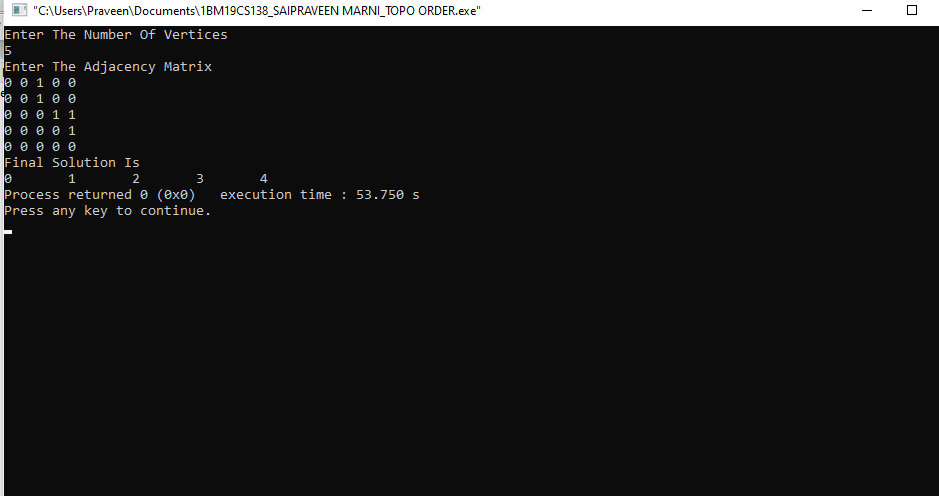 "C:\Users\Praveen\Documents\1BM19CS138_SAIPRAVEEN MARNI_TOPO ORDER.exe"
Enter The Number Of Vertices
5
Enter The Adjacency Matrix
0 0 1 0 0
0 0 1 0 0
0 0 0 1 1
0 0 0 0 1
0 0 0 0 0
Final Solution Is
0 1 2 3 4
Process returned 0 (0x0) execution time : 53.750 s
Press any key to continue.